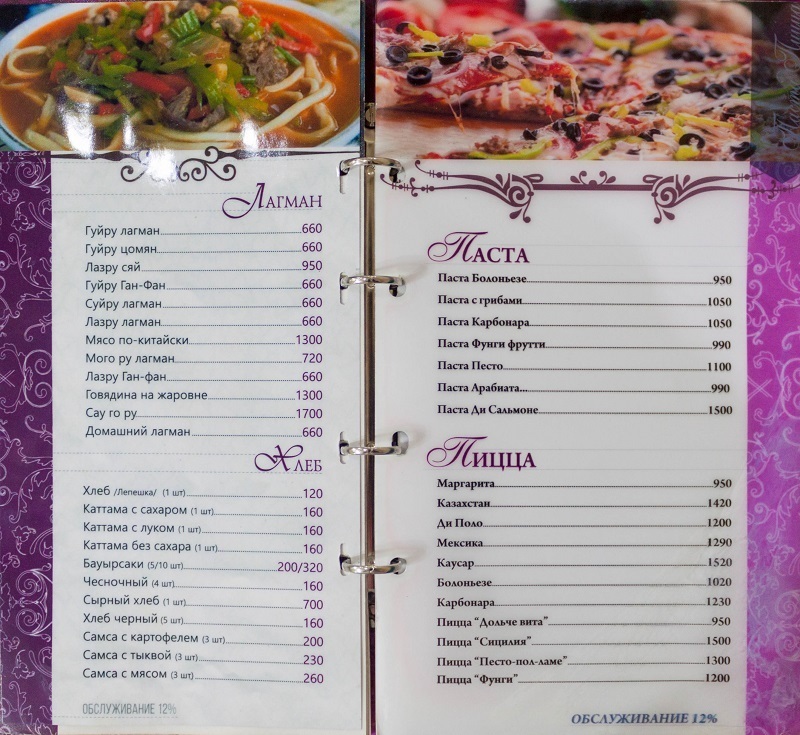 Лагман
Гуйру лагман 660
Гуйру цомян 660
Лазру сяй 950
Гуйру Ган-Фан 660
Суйру лагман 660
Лазру лагман 660
Мясо по-китайски 1300
Мого ру лагман 720
Лазру Ган-фан 660
Говядина на жаровне 1300
Сау го ру 1700
Домашний лагман 660
Хлеб
Хлеб /Лепешка/ (1 шт) 120
Каттама с сахаром (1 шт) 160
Каттама с луком (1 шт) 160
Каттама без сахара (1 шт) 160
Бауырсаки (5/10 шт) 200/320
Чесночный (4 шт) 160
Сырный хлеб (1 шт) 700
Хлеб черный (5 шт) 160
Самса с картофелем (3 шт) 200
Самса с тыквой (3 шт) 230
Самса с мясом (3 шт) 260
ОБСЛУЖИВАНИЕ 12%
Паста
Паста Болоньезе 950
Паста с грибами 1050
Паста Карбонара 1050
Паста Фунги фрутти 990
Паста Песто 1100
Паста Арабиата... 990
Паста Ди Сальмоне 1500
Пицца
Маргарита 950
Казахстан 1420
Ди Поло 1200
Мексика 1290
Каусар 1520
Болоньезе 1020
Карбонара 1230
Пицца “Дольче вита” 950
Пицца “Сицилия” 1500
Пицца “Песто-пол-ламе” 1300
Пицца “Фунги” 1200
ОБСЛУЖИВАНИЕ 12%